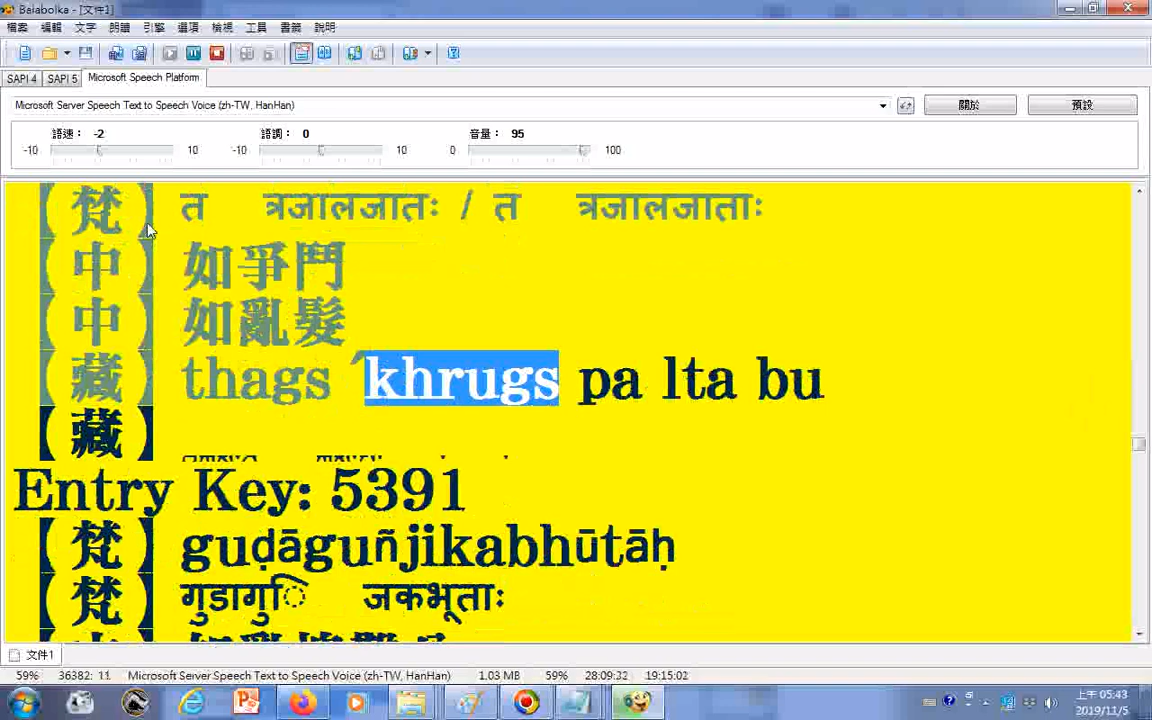 Balabolka - [文件1]
檔案 編輯 文字 朗讀 引擎 選項 檢視 工具 書籤 說明
SAPI 4 SAPI 5 Microsoft Speech Platform
Microsoft Server Speech Text to Speech Voice (zh-TW, HanHan) 關於 預設
語速： -2 語調： 0 音量： 95
-10 10 -10 10 0 100
【梵】 त त्रजालजातः / त त्रजालजाताः
【中】 如爭鬥
【中】 如亂髮
【藏】 thags ´khrugs pa lta bu
【藏】
Entry Key: 5391
【梵】 guḍāguñjikabhūtāḥ
【梵】 गुडागुि जकभूताः
文件1
59% 36382: 11 Microsoft Server Speech Text to Speech Voice (zh-TW, HanHan) 1.03 MB 59% 28:09:32 19:15:02
上午 05:43
2019/11/5